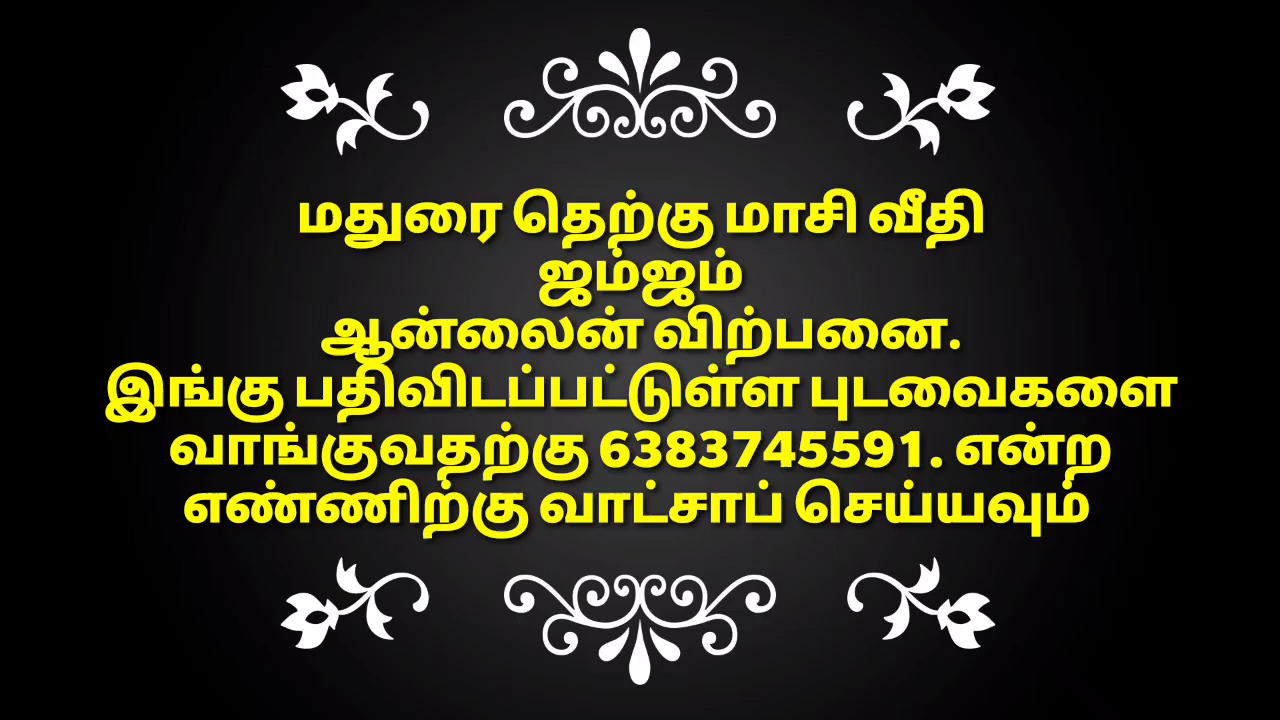 மதுரை தெற்கு மாசி வீதி
ஜம்ஜம்
ஆன்லைன் விற்பனை.
இங்கு பதிவிடப்பட்டுள்ள புடவைகளை
வாங்குவதற்கு 6383745591. என்ற
எண்ணிற்கு வாட்சாப் செய்யவும்